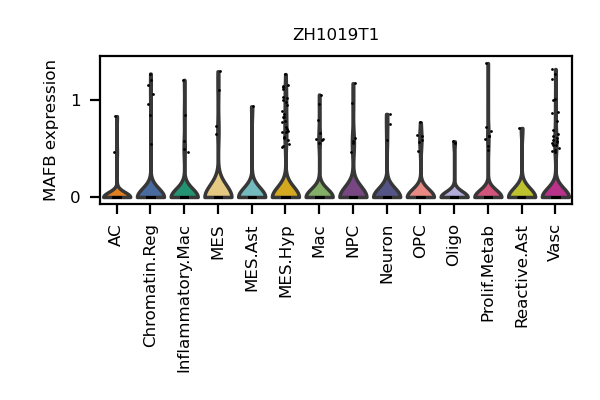 ZH1019T1
MAFB expression
1
0
AC
Chromatin.Reg
Inflammatory.Mac
MES
MES.Ast
MES.Hyp
Mac
NPC
Neuron
OPC
Oligo
Prolif.Metab
Reactive.Ast
Vasc